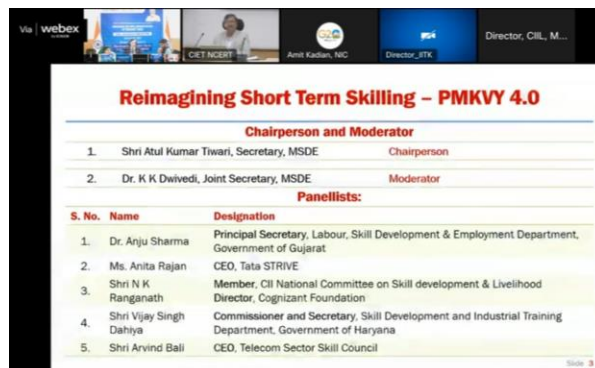 Via | webex
CIET NCERT
Amit Kadian, NIC
Director_IITK
Director, CIIL, M...
Reimagining Short Term Skilling – PMKVY 4.0
Chairperson and Moderator
1. Shri Atul Kumar Tiwari, Secretary, MSDE Chairperson
2. Dr. K K Dwivedi, Joint Secretary, MSDE Moderator
Panellists:
S. No. Name Designation
1. Dr. Anju Sharma Principal Secretary, Labour, Skill Development & Employment Department,
Government of Gujarat
2. Ms. Anita Rajan CEO, Tata STRIVE
3. Shri N K Member, CII National Committee on Skill development & Livelihood
Ranganath Director, Cognizant Foundation
4. Shri Vijay Singh Commissioner and Secretary, Skill Development and Industrial Training
Dahiya Department, Government of Haryana
5. Shri Arvind Bali CEO, Telecom Sector Skill Council
Slide 3